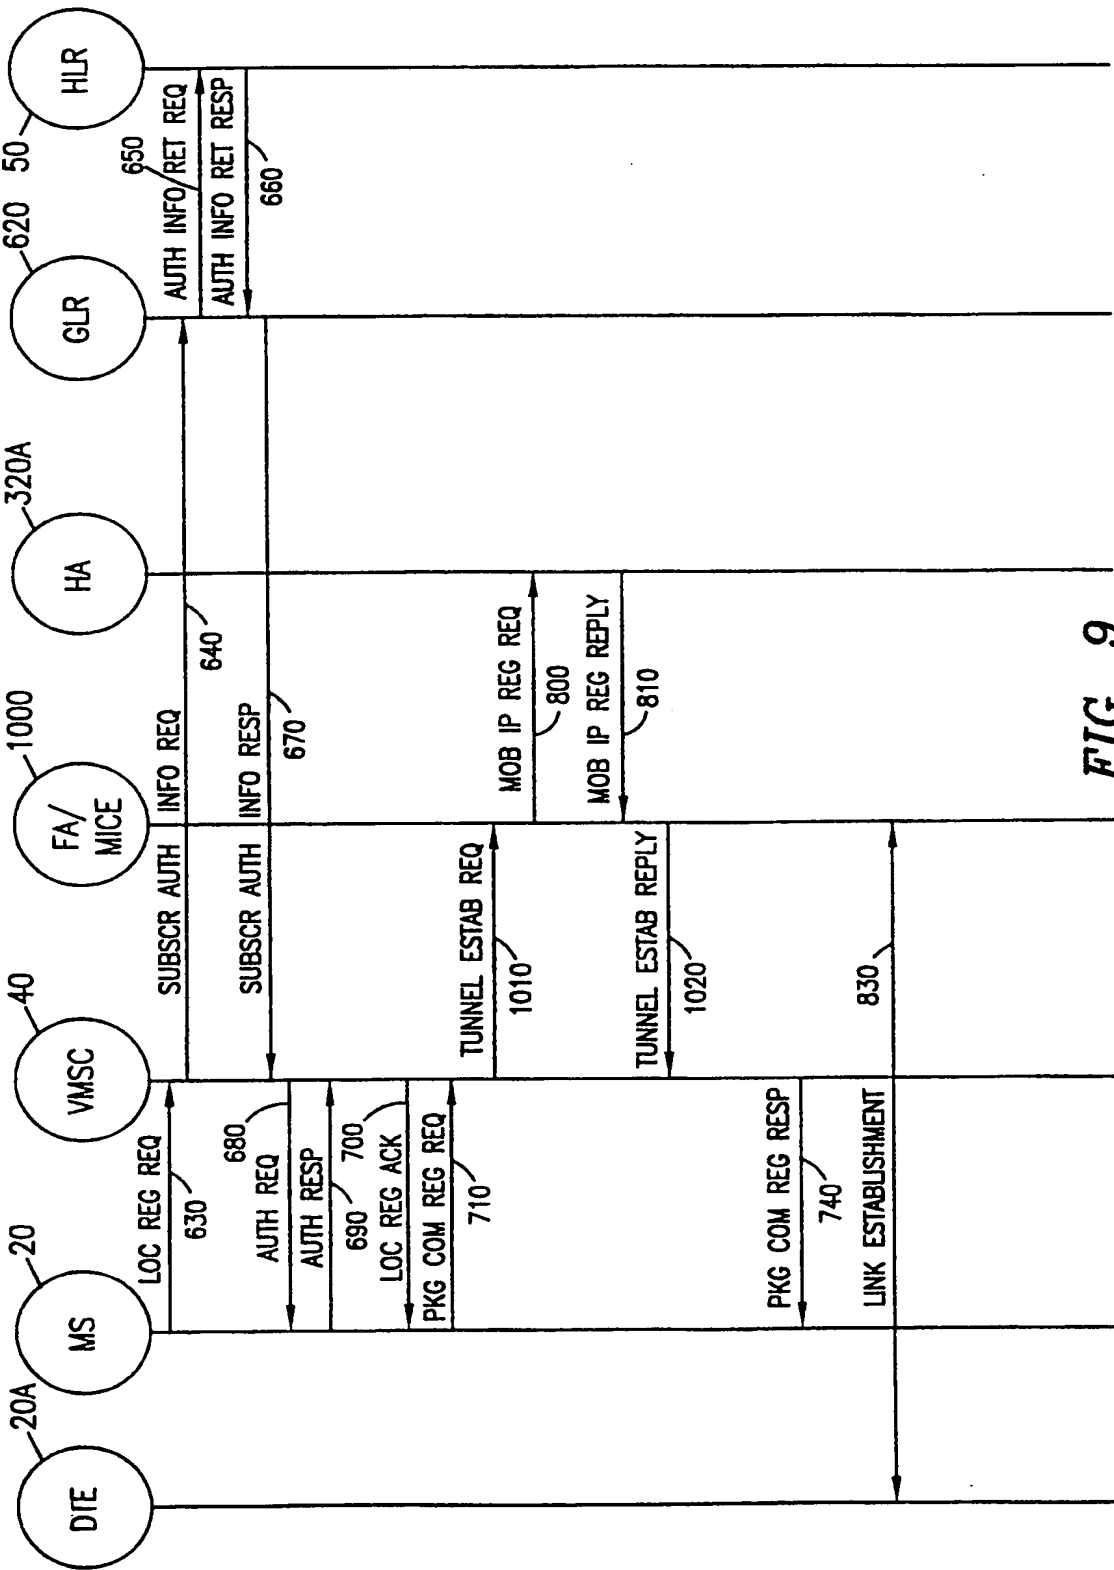 20A
20
40
1000
320A
620
50
DTE
MS
VMSC
FA/
MICE
HA
GLR
HLR
LOC REG REQ
630
SUBSCR AUTH INFO REQ
640
AUTH INFO RET REQ
650
AUTH INFO RET RESP
660
SUBSCR AUTH INFO RESP
670
680
AUTH REQ
AUTH RESP
690
700
LOC REG ACK
PKG COM REG REQ
710
TUNNEL ESTAB REQ
1010
MOB IP REG REQ
800
MOB IP REG REPLY
810
TUNNEL ESTAB REPLY
1020
PKG COM REG RESP
740
LINK ESTABLISHMENT
830
FIG. 9